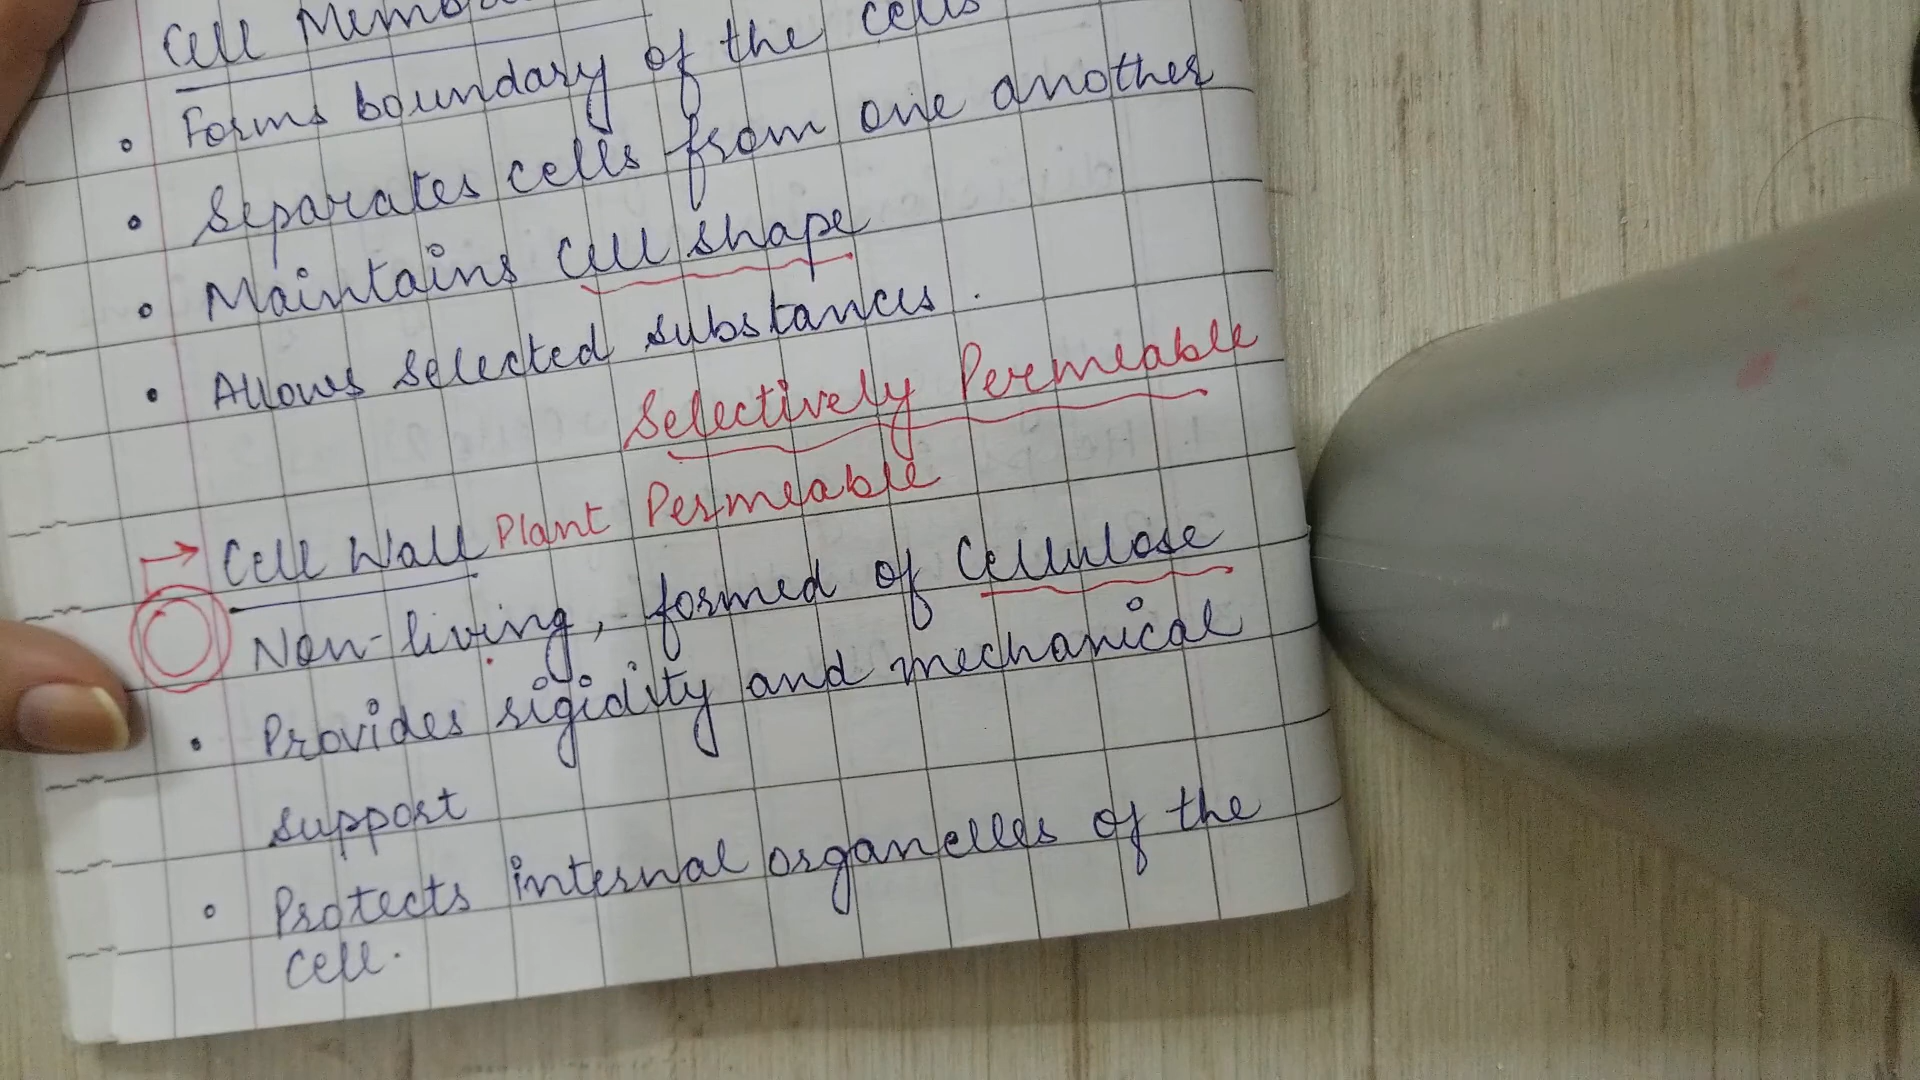 Cell
• Forms boundary of the cells
• Separates cells from one another
• Maintains cell shape
• Allows selected substances.
Selectively Permeable
→ Cell Wall Plant Permeable
Non-living, formed of Cellulose
• Provides rigidity and mechanical
support
• Protects internal organelles of the
cell.